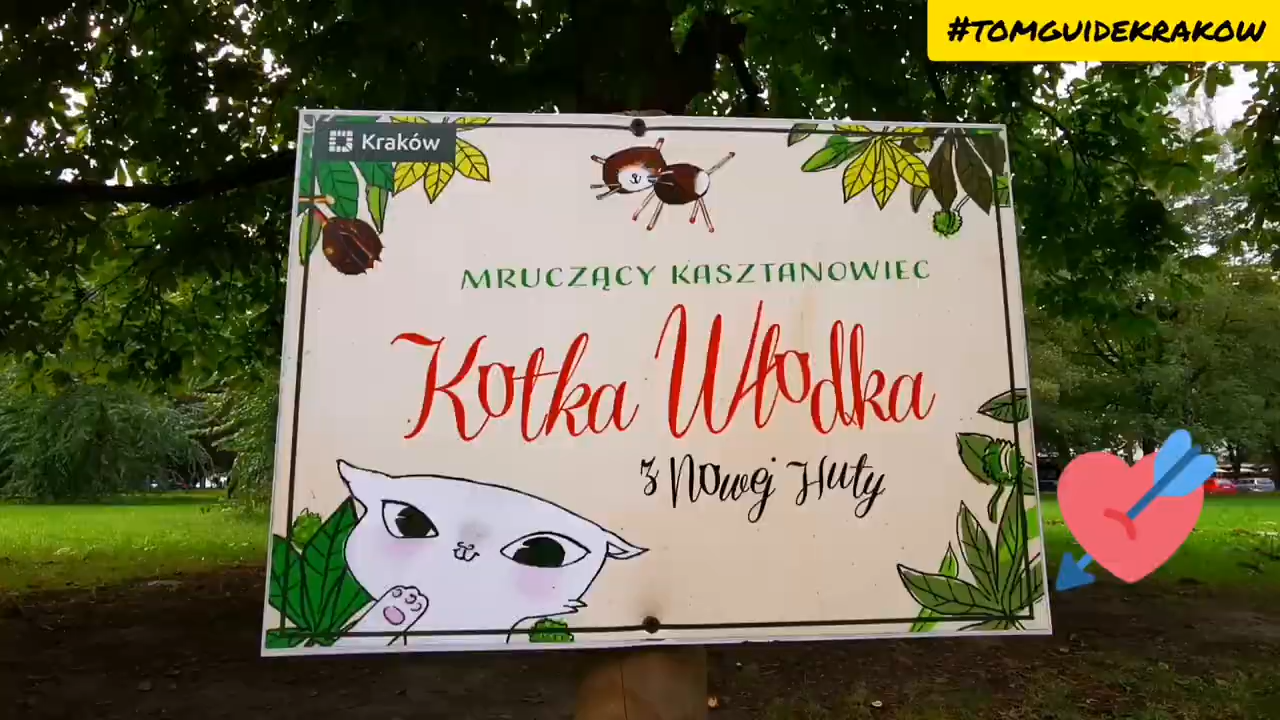 #TOMGUIDEKRAKOW
Kraków
MRUCZĄCY KASZTANOWIEC
Kotka Włodka
z Nowej Huty